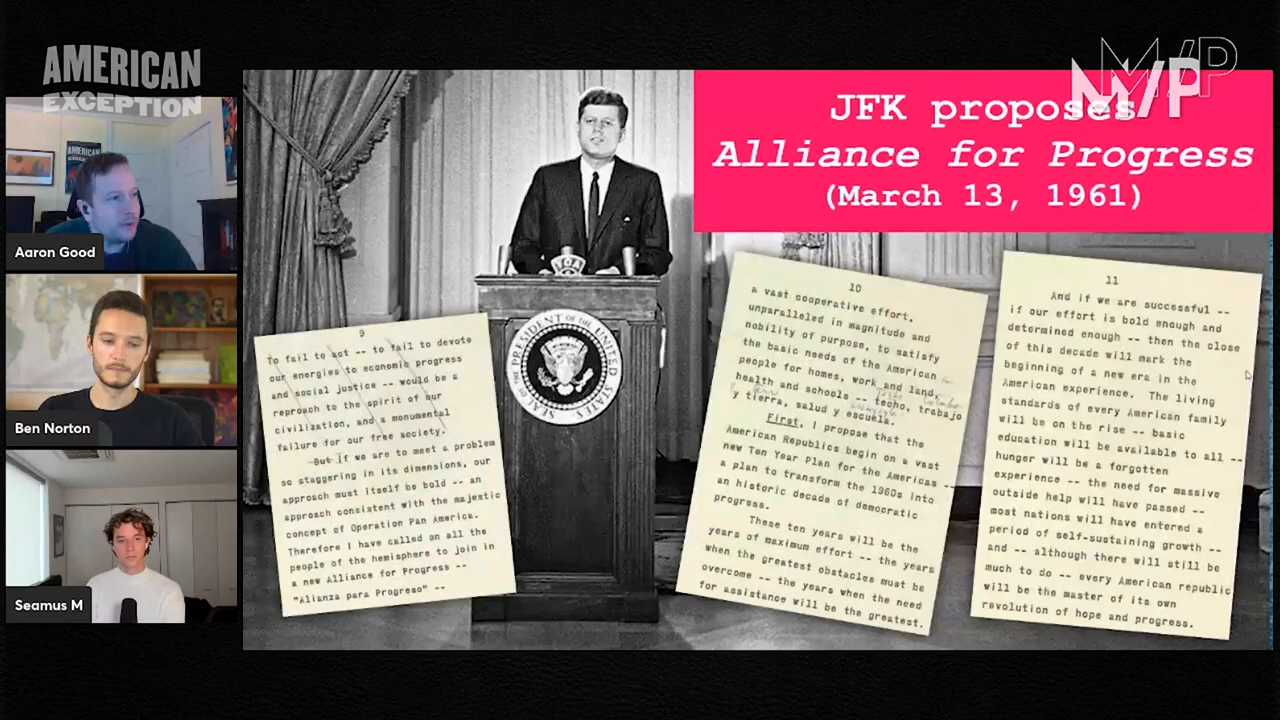 AMERICAN
EXCEPTION
M/P
JFK proposes
Alliance for Progress
(March 13, 1961)
Aaron Good
Ben Norton
Seamus M
AMERICAN
VOA
SEAL OF THE PRESIDENT OF THE UNITED STATES
9
To fail to act -- to fail to devote
our energies to economic progress
and social justice -- would be a
reproach to the spirit of our
civilization, and a monumental
failure for our free society.
But if we are to meet a problem
so staggering in its dimensions, our
approach must itself be bold -- an
approach consistent with the majestic
concept of Operation Pan America.
Therefore I have called on all the
people of the hemisphere to join in
a new Alliance for Progress --
"Alianza para Progreso" --
10
a vast cooperative effort,
unparalleled in magnitude and
nobility of purpose, to satisfy
the basic needs of the American
people for homes, work and land,
health and schools -- techo, trabajo
y tierra, salud y escuela.
First, I propose that the
American Republics begin on a vast
new Ten Year Plan for the Americas --
a plan to transform the 1960s into
an historic decade of democratic
progress.
These ten years will be the
years of maximum effort -- the years
when the greatest obstacles must be
overcome -- the years when the need
for assistance will be the greatest.
11
And if we are successful --
if our effort is bold enough and
determined enough -- then the close
of this decade will mark the
beginning of a new era in the
American experience. The living
standards of every American family
will be on the rise -- basic
education will be available to all --
hunger will be a forgotten
experience -- the need for massive
outside help will have passed --
most nations will have entered a
period of self-sustaining growth --
and -- although there will still be
much to do -- every American republic
will be the master of its own
revolution of hope and progress.